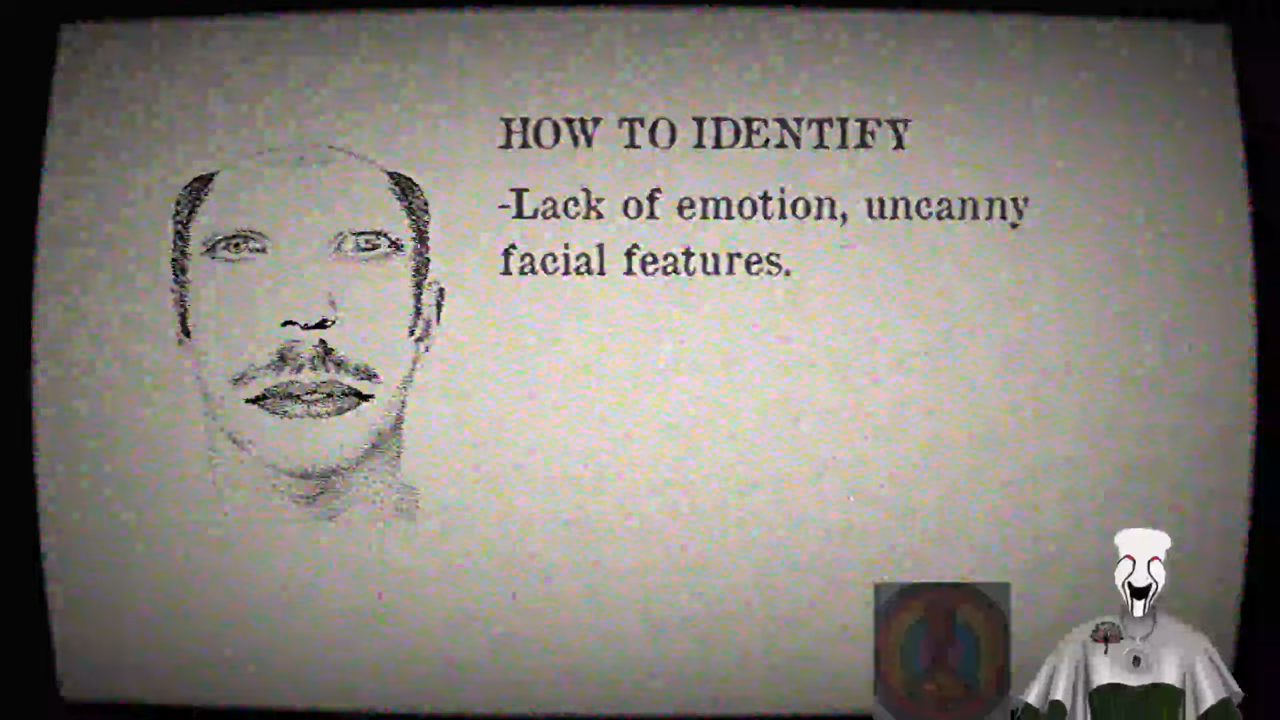 HOW TO IDENTIFY
-Lack of emotion, uncanny
facial features.